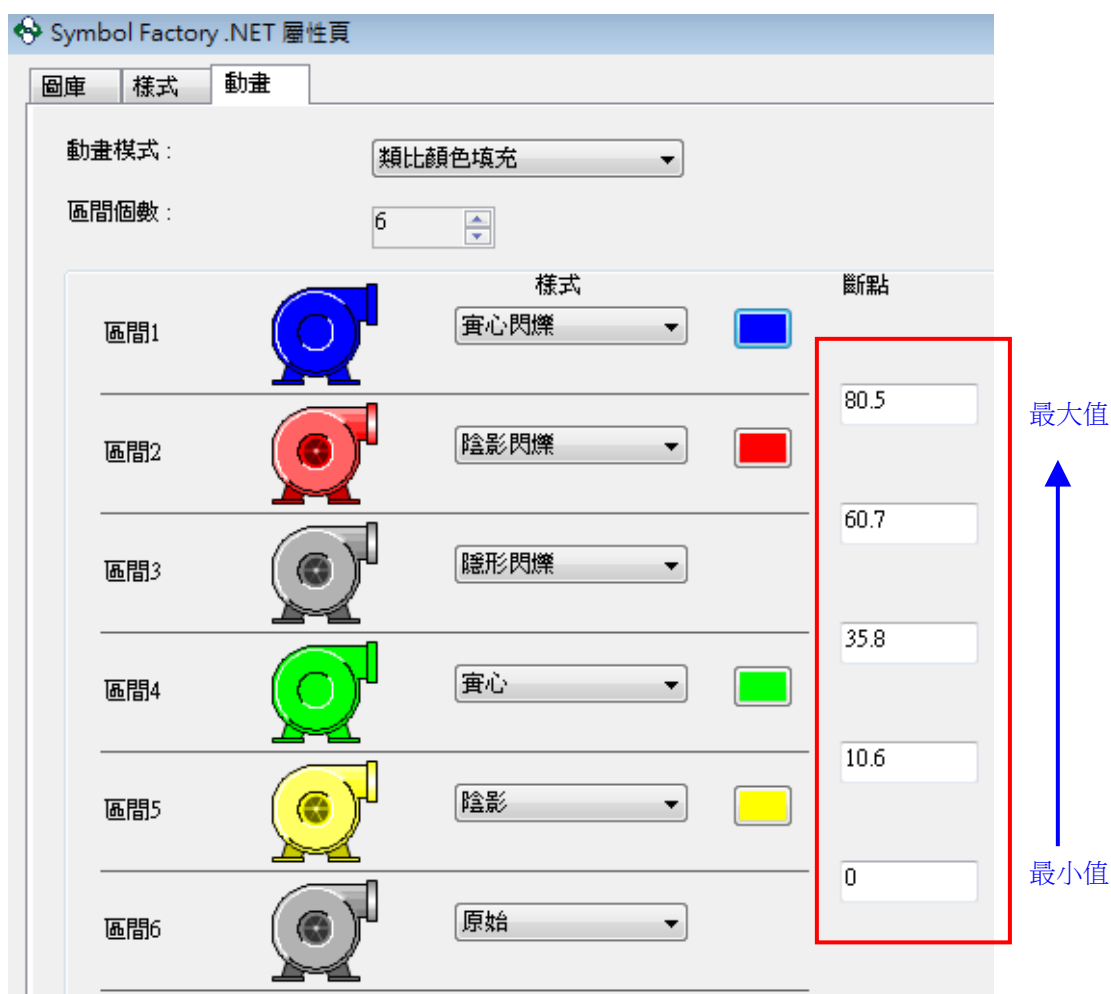 Symbol Factory .NET 屬性頁
圖庫 樣式 動畫
動畫模式 : 類比顏色填充
區間個數 : 6
樣式 斷點
區間1 實心閃爍
80.5 最大值
區間2 陰影閃爍
60.7
區間3 隱形閃爍
35.8
區間4 實心
10.6
區間5 陰影
0 最小值
區間6 原始